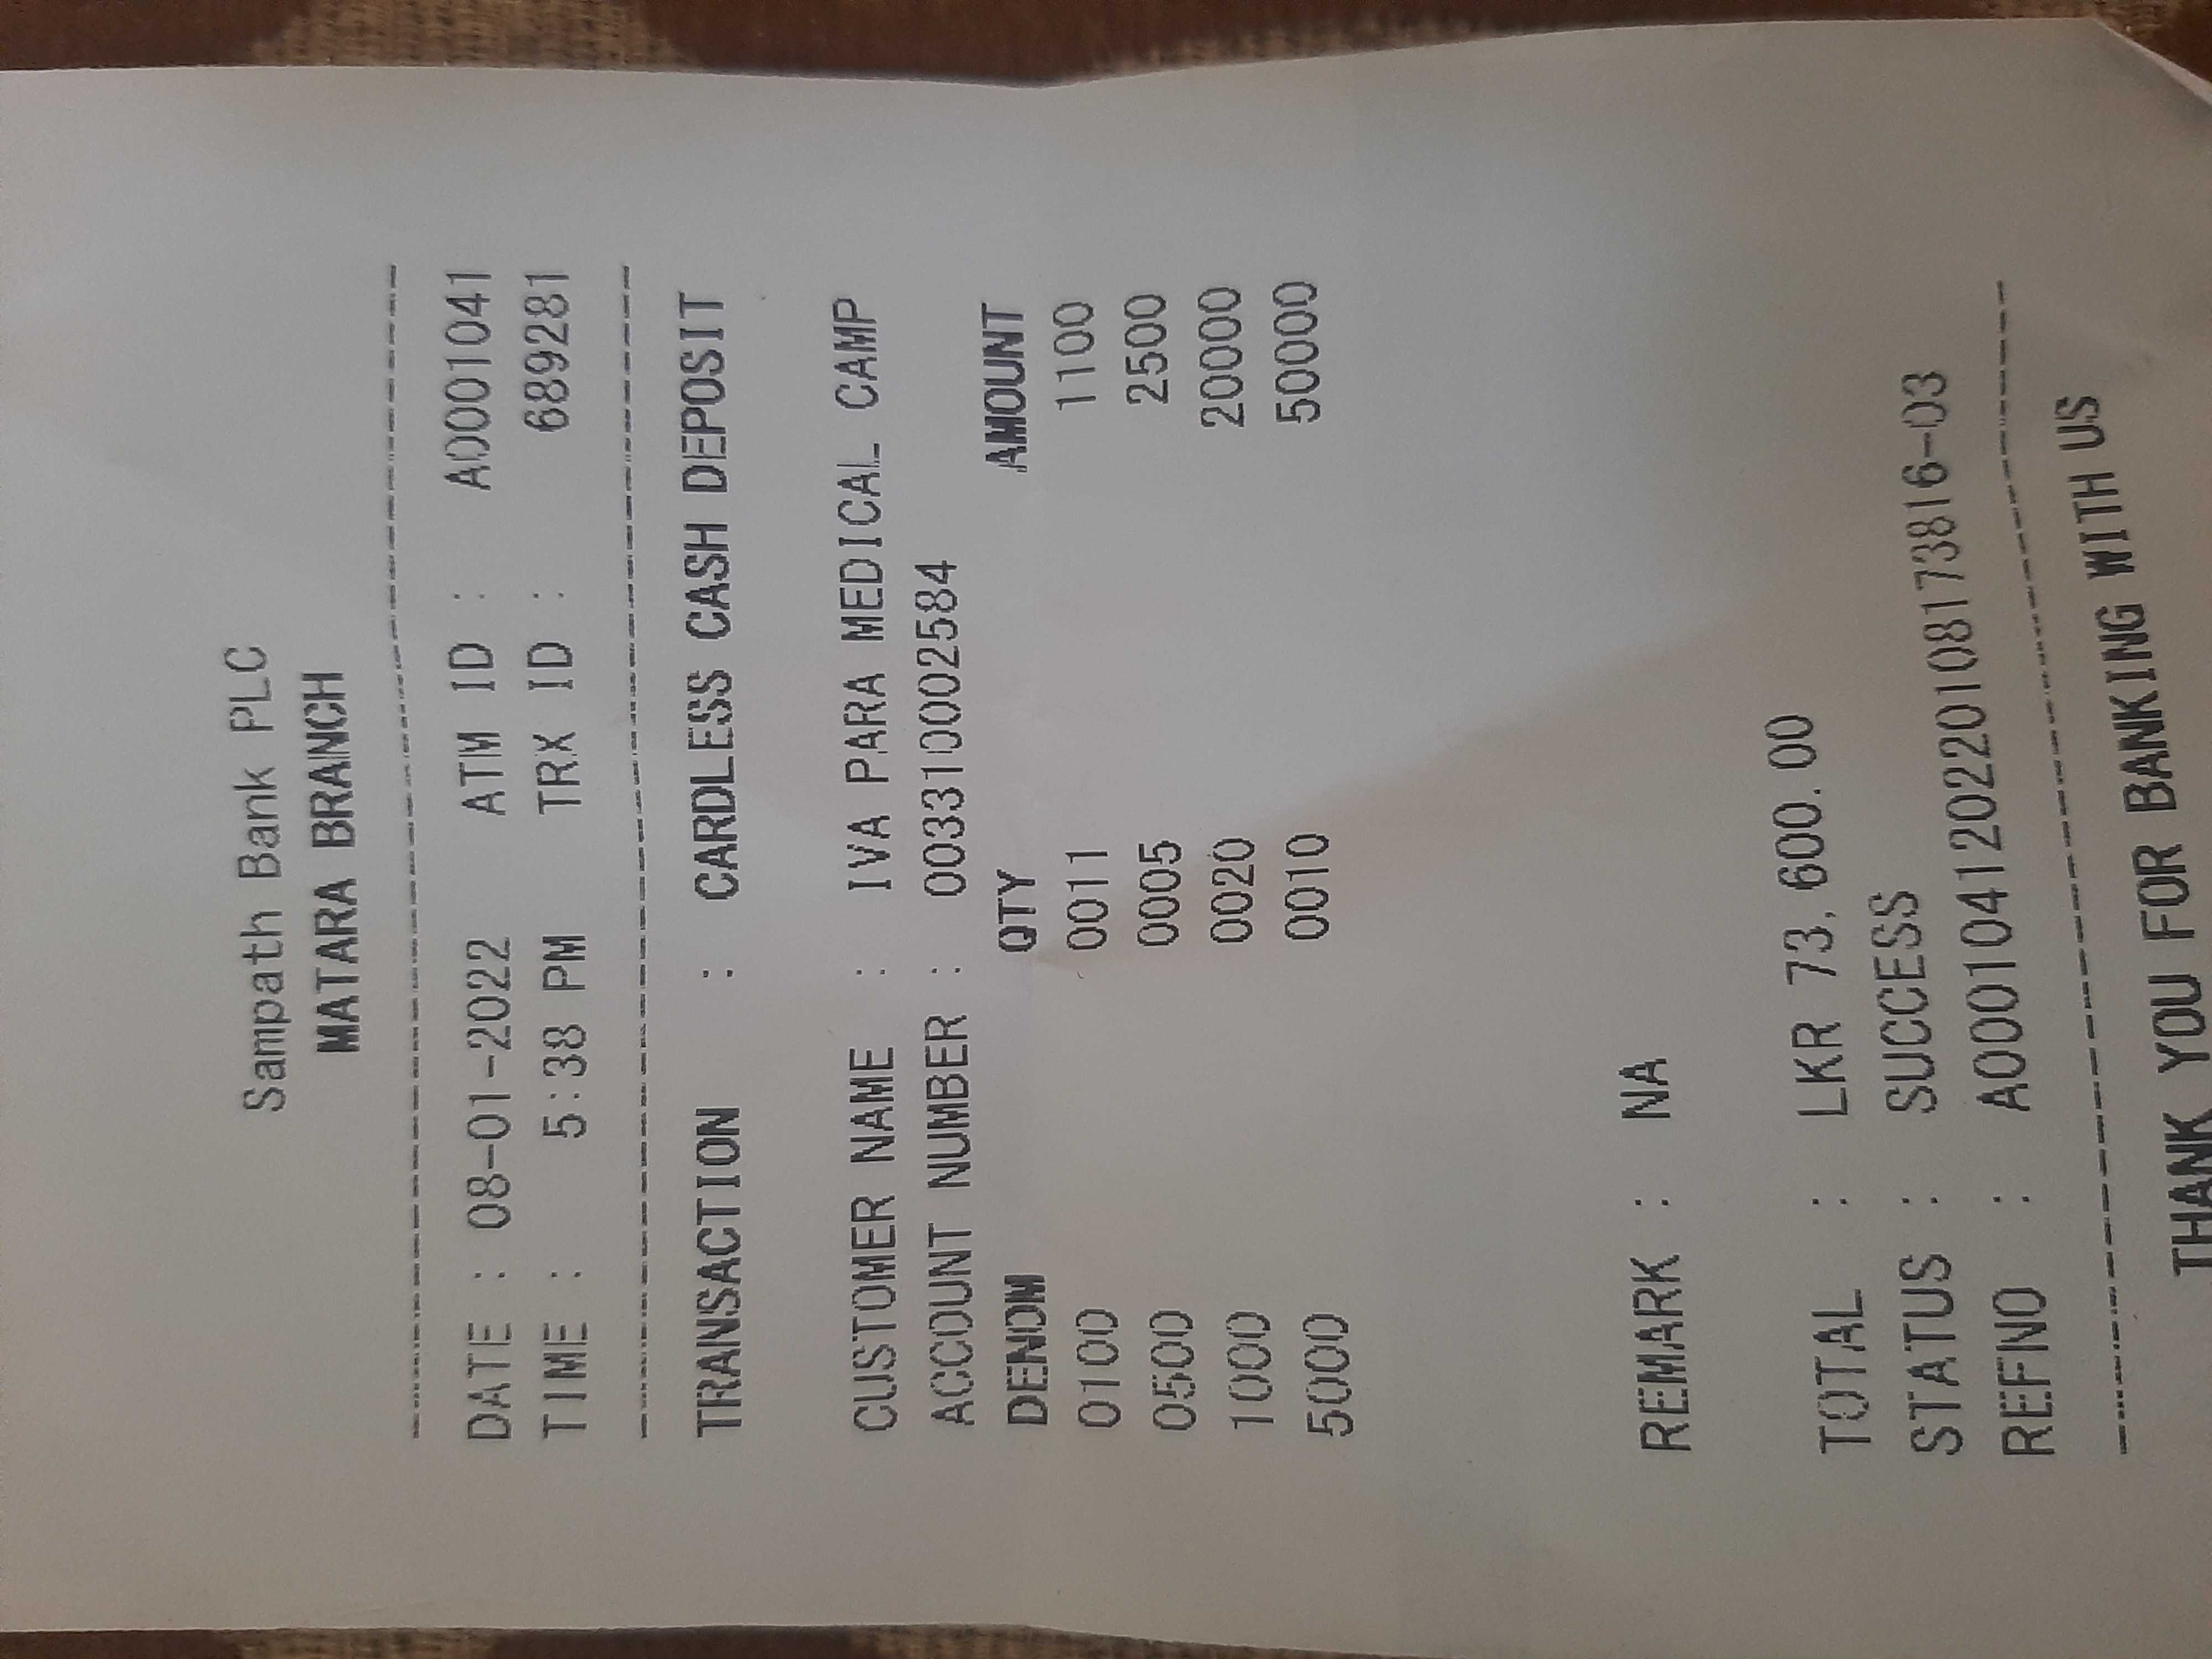 Sampath Bank PLC
MATARA BRANCH
DATE : 08-01-2022 ATM ID : A0001041
TIME : 5:38 PM TRX ID : 689281
TRANSACTION : CARDLESS CASH DEPOSIT
CUSTOMER NAME : IVA PARA MEDICAL CAMP
ACCOUNT NUMBER : 003310002584
DENOM QTY AMOUNT
0100 0011 1100
0500 0005 2500
1000 0020 20000
5000 0010 50000
REMARK : NA
TOTAL : LKR 73,600.00
STATUS : SUCCESS
REFNO : A00010412022010817381​6-03
THANK YOU FOR BANKING WITH US